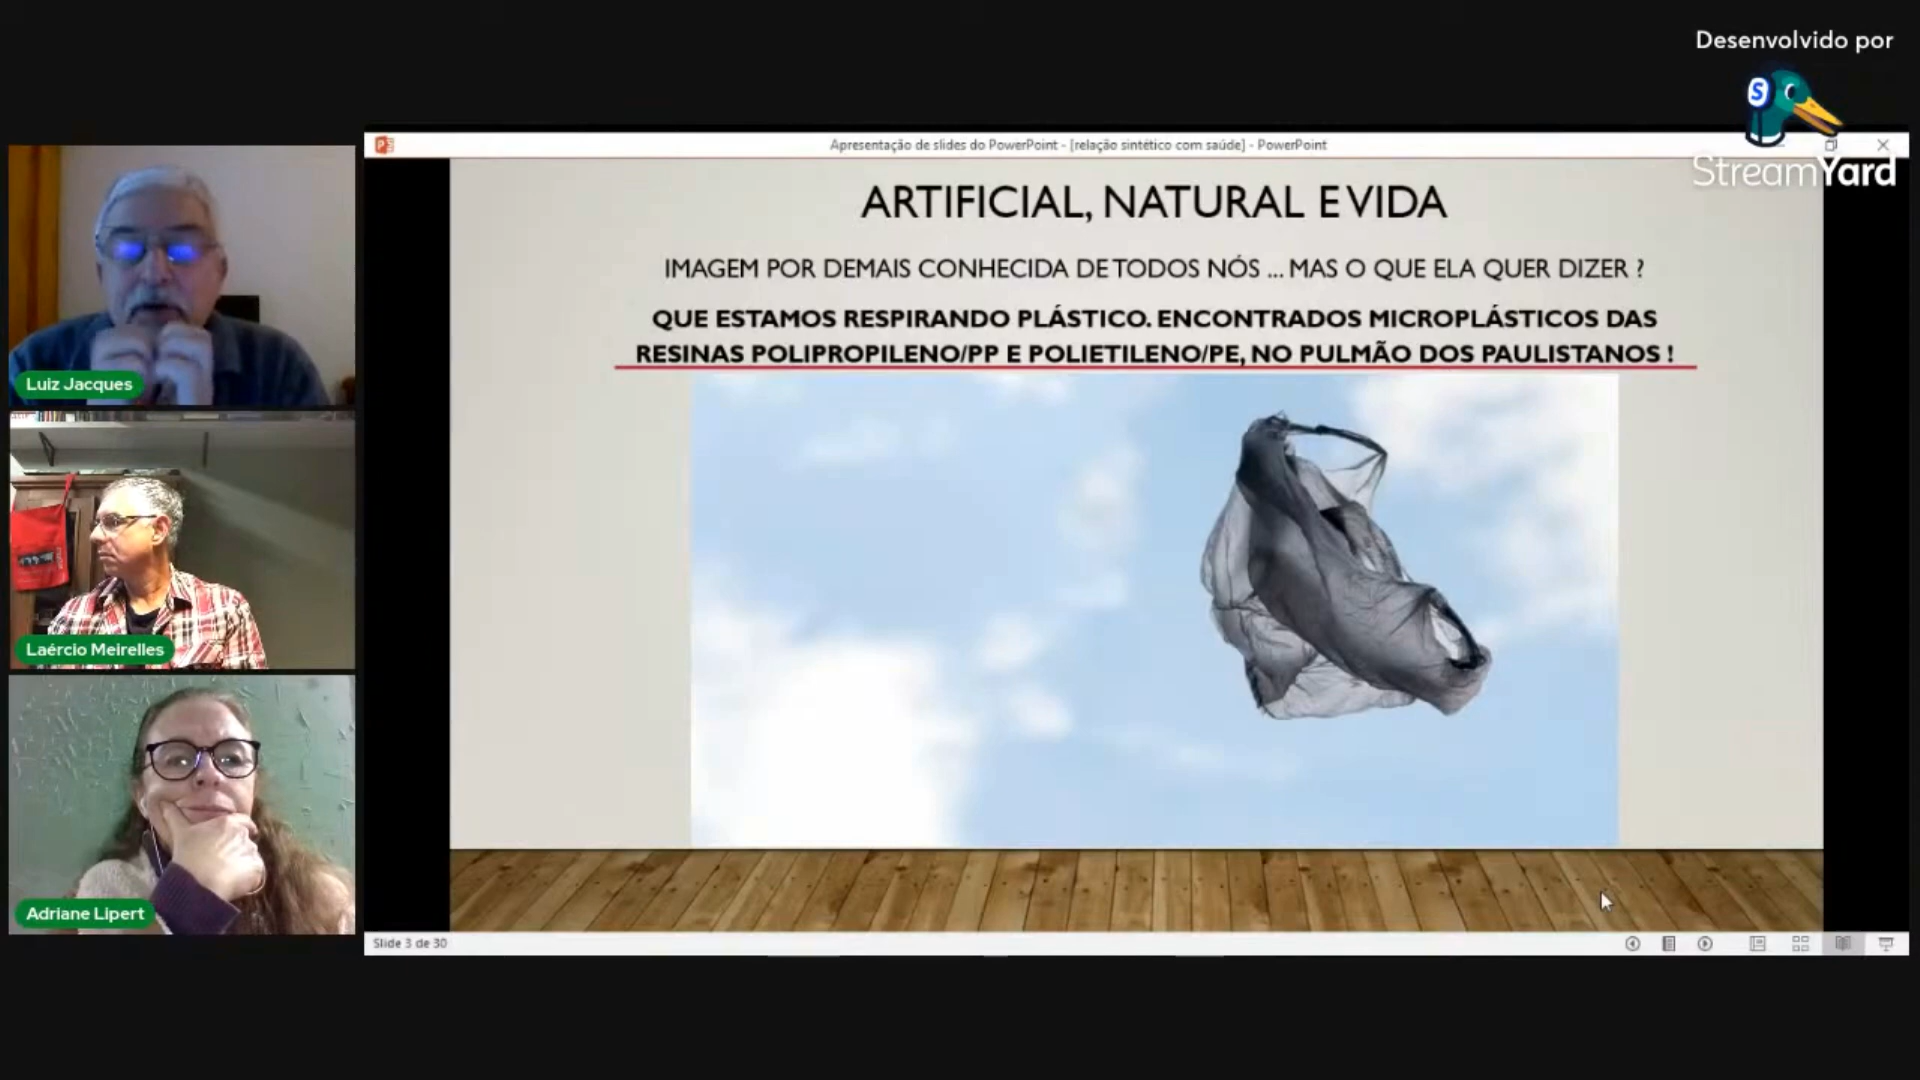 Desenvolvido por
StreamYard
Apresentação de slides do PowerPoint - [relação sintético com saúde] - PowerPoint
ARTIFICIAL, NATURAL E VIDA
IMAGEM POR DEMAIS CONHECIDA DE TODOS NÓS ... MAS O QUE ELA QUER DIZER ?
QUE ESTAMOS RESPIRANDO PLÁSTICO. ENCONTRADOS MICROPLÁSTICOS DAS
RESINAS POLIPROPILENO/PP E POLIETILENO/PE, NO PULMÃO DOS PAULISTANOS !
Luiz Jacques
Laércio Meirelles
Adriane Lipert
Slide 3 de 30